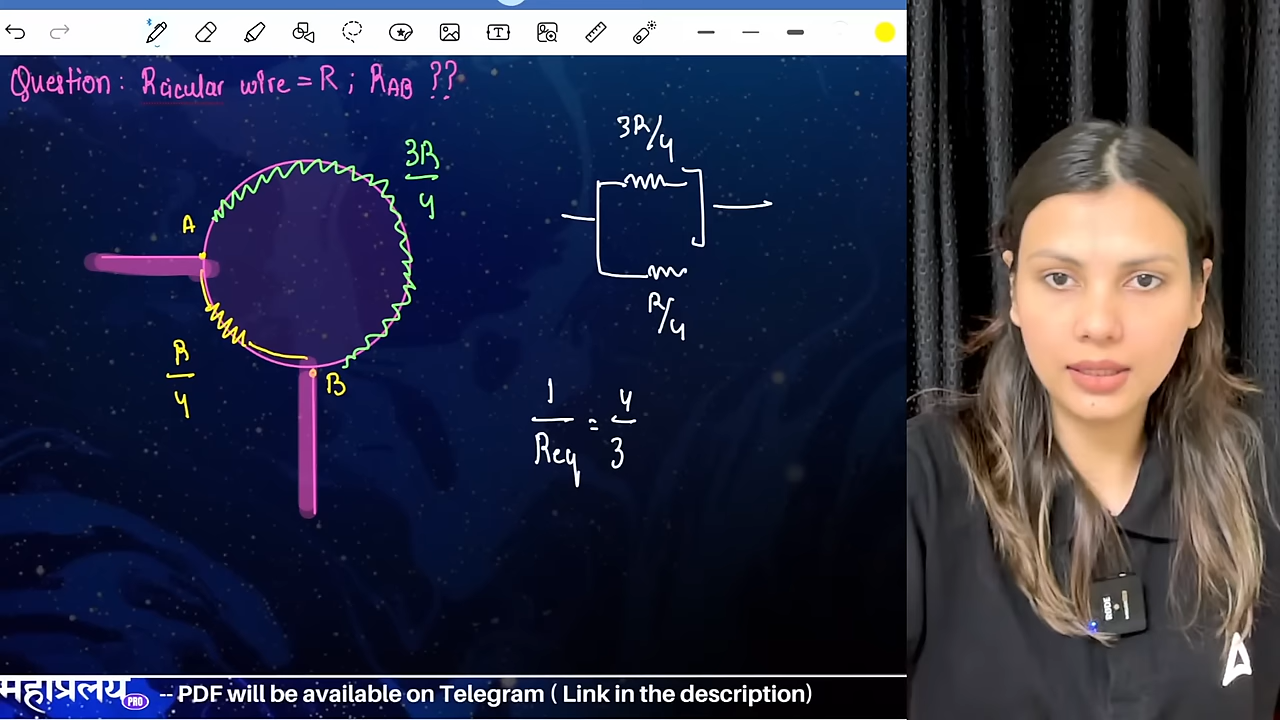 Question: Rcicular wire = R ; RAB ??
3R/4
3R
4
A
R/4
R
4
B
1/Req = 4/3
महाप्रलय PRO -- PDF will be available on Telegram ( Link in the description)
RODE